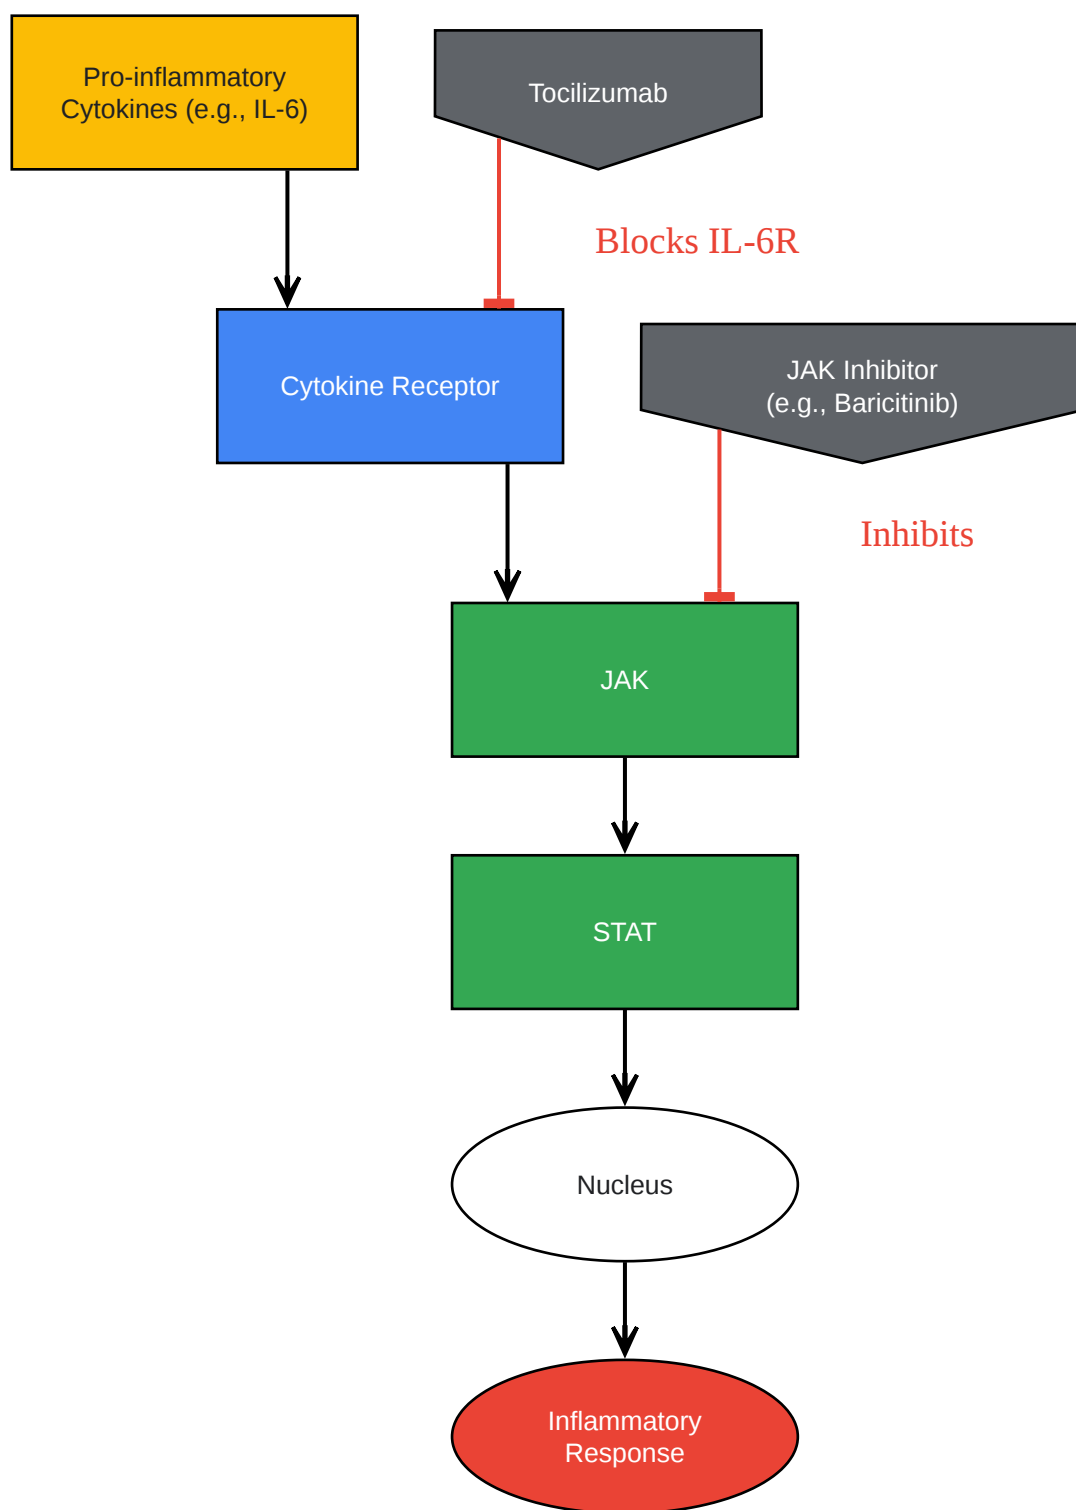 Pro-inflammatory
Cytokines (e.g., IL-6)
Tocilizumab
Blocks IL-6R
Cytokine Receptor
JAK Inhibitor
(e.g., Baricitinib)
Inhibits
JAK
STAT
Nucleus
Inflammatory
Response